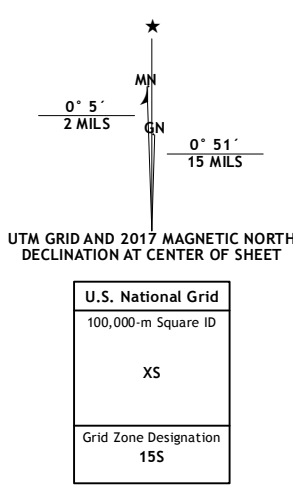 ★
MN
0° 5´
2 MILS
GN
0° 51´
15 MILS
UTM GRID AND 2017 MAGNETIC NORTH
DECLINATION AT CENTER OF SHEET
U.S. National Grid
100,000-m Square ID
XS
Grid Zone Designation
15S